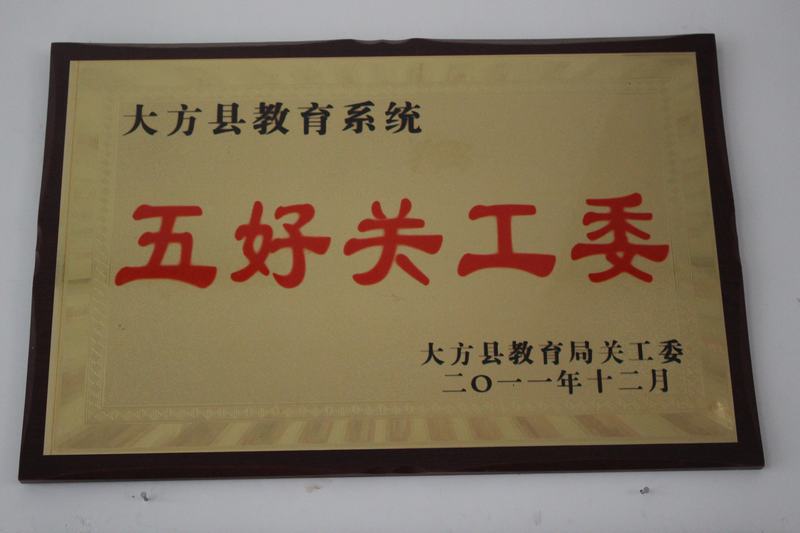 大方县教育系统
五好关工委
大方县教育局关工委
二〇一一年十二月